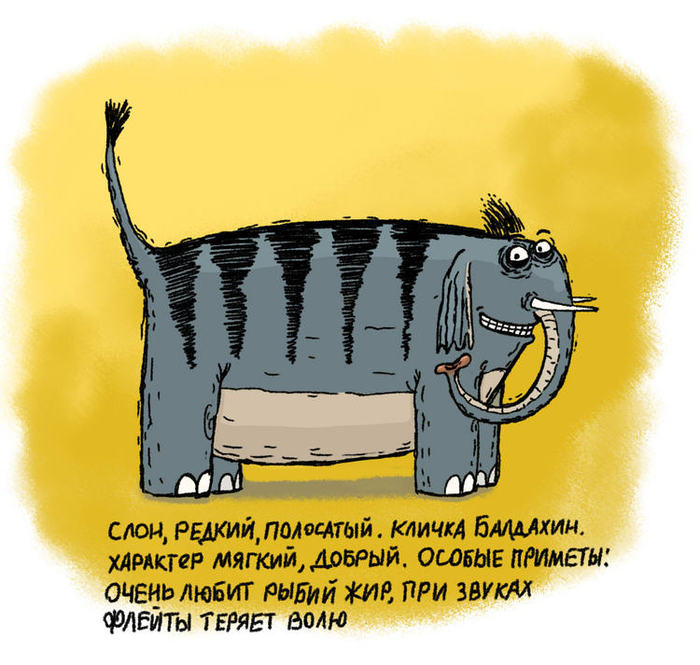 СЛОН, РЕДКИЙ, ПОЛОСАТЫЙ. КЛИЧКА БАЛДАХИН.
ХАРАКТЕР МЯГКИЙ, ДОБРЫЙ. ОСОБЫЕ ПРИМЕТЫ:
ОЧЕНЬ ЛЮБИТ РЫБИЙ ЖИР, ПРИ ЗВУКАХ
ФЛЕЙТЫ ТЕРЯЕТ ВОЛЮ